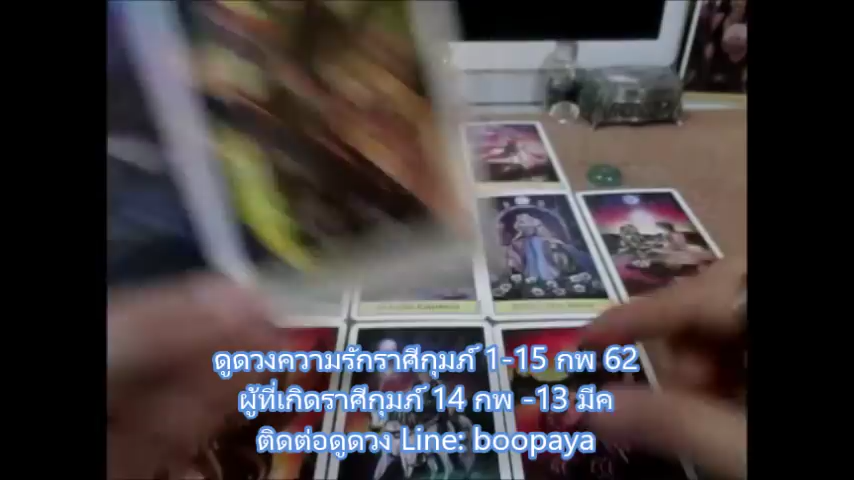 ดูดวงความรักราศีกุมภ์ 1-15 กพ 62
ผู้ที่เกิดราศีกุมภ์ 14 กพ -13 มีค
ติดต่อดูดวง Line: boopaya